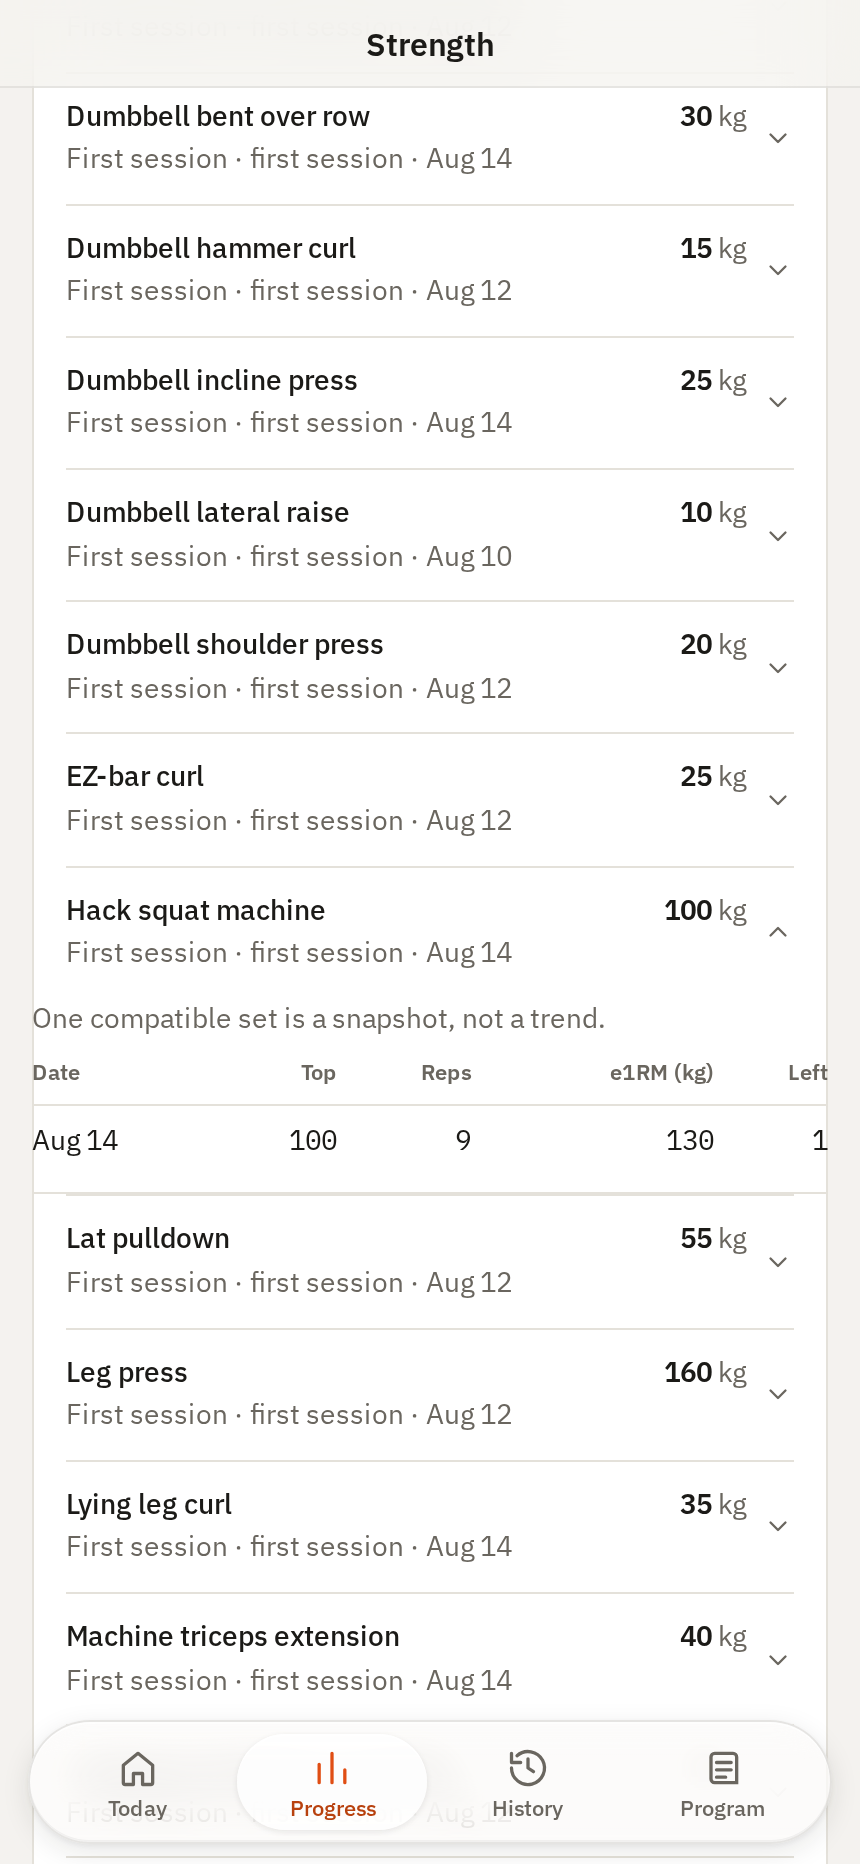 Strength
Dumbbell bent over row 30 kg
First session · first session · Aug 14
Dumbbell hammer curl 15 kg
First session · first session · Aug 12
Dumbbell incline press 25 kg
First session · first session · Aug 14
Dumbbell lateral raise 10 kg
First session · first session · Aug 10
Dumbbell shoulder press 20 kg
First session · first session · Aug 12
EZ-bar curl 25 kg
First session · first session · Aug 12
Hack squat machine 100 kg
First session · first session · Aug 14
One compatible set is a snapshot, not a trend.
Date Top Reps e1RM (kg) Left
Aug 14 100 9 130 1
Lat pulldown 55 kg
First session · first session · Aug 12
Leg press 160 kg
First session · first session · Aug 12
Lying leg curl 35 kg
First session · first session · Aug 14
Machine triceps extension 40 kg
First session · first session · Aug 14
Today Progress History Program